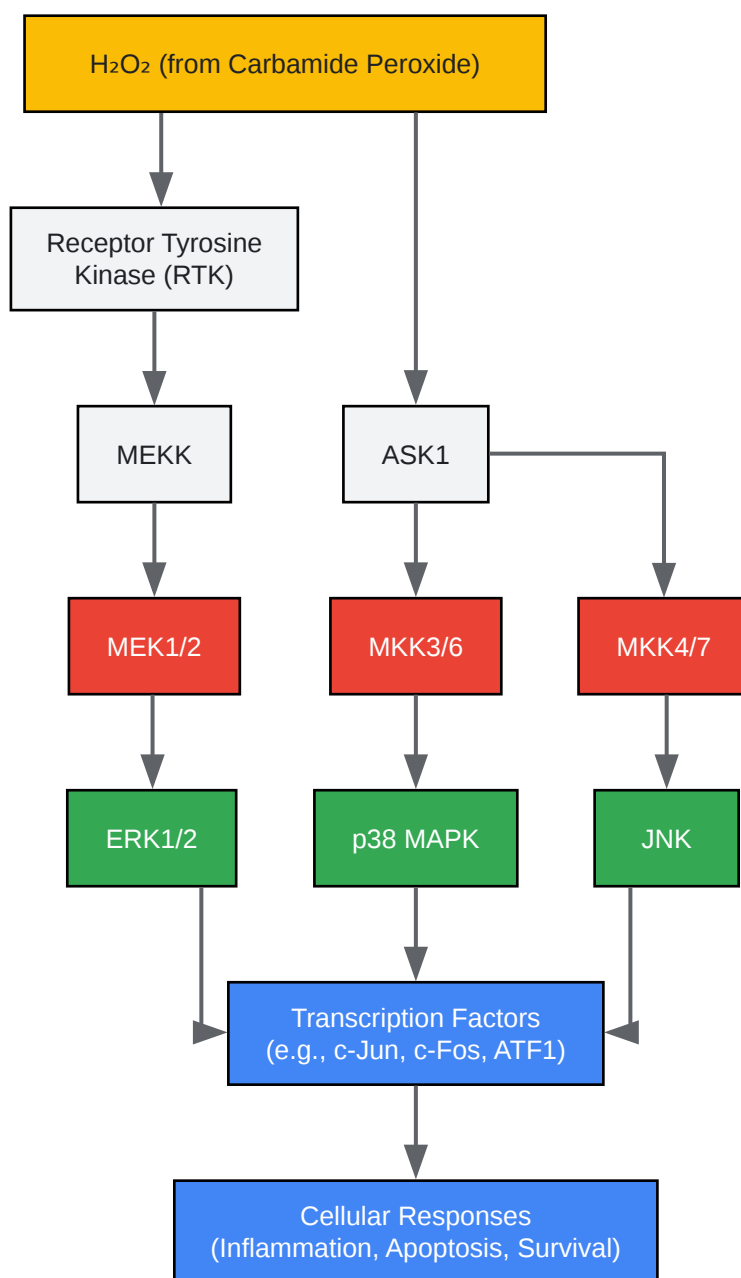 H₂O₂ (from Carbamide Peroxide)
Receptor Tyrosine
Kinase (RTK)
MEKK
ASK1
MEK1/2
MKK3/6
MKK4/7
ERK1/2
p38 MAPK
JNK
Transcription Factors
(e.g., c-Jun, c-Fos, ATF1)
Cellular Responses
(Inflammation, Apoptosis, Survival)